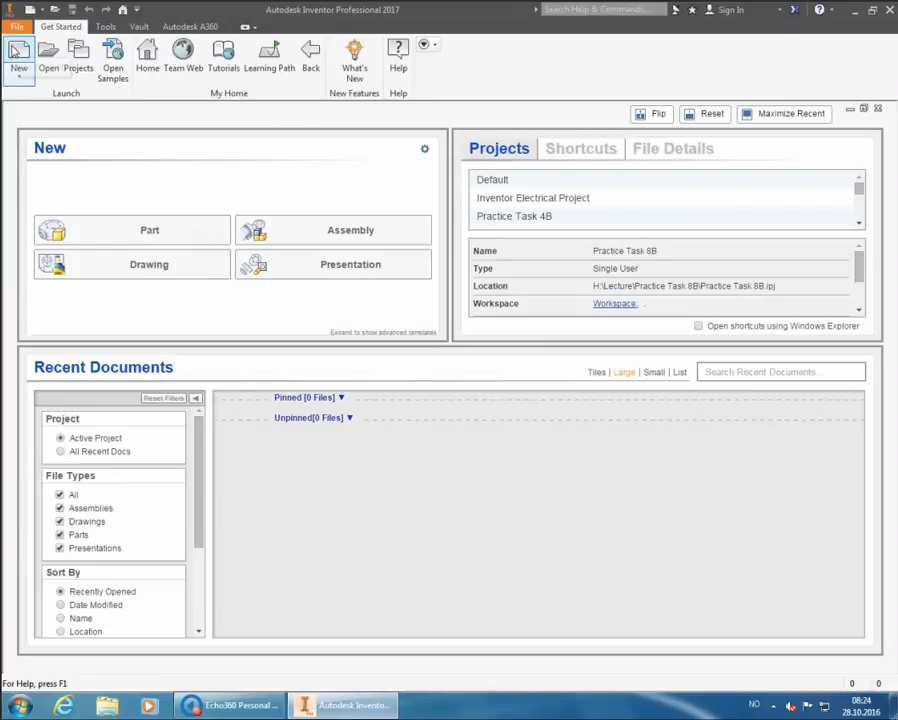 Autodesk Inventor Professional 2017
Search Help & Commands...
Sign In
File
Get Started
Tools
Vault
Autodesk A360
New
Open
Projects
Open Samples
Home
Team Web
Tutorials
Learning Path
Back
What's New
Help
Launch
My Home
New Features
Help
Flip
Reset
Maximize Recent
New
Part
Assembly
Drawing
Presentation
Expand to show advanced templates
Projects
Shortcuts
File Details
Default
Inventor Electrical Project
Practice Task 4B
Name Practice Task 8B
Type Single User
Location H:\Lecture\Practice Task 8B\Practice Task 8B.ipj
Workspace Workspace: .
Open shortcuts using Windows Explorer
Recent Documents
Tiles | Large | Small | List
Search Recent Documents...
Reset Filters
Project
Active Project
All Recent Docs
File Types
All
Assemblies
Drawings
Parts
Presentations
Sort By
Recently Opened
Date Modified
Name
Location
Pinned [0 Files]
Unpinned[0 Files]
For Help, press F1
0 0
Echo360 Personal ...
Autodesk Invento...
NO
08:24
28.10.2016